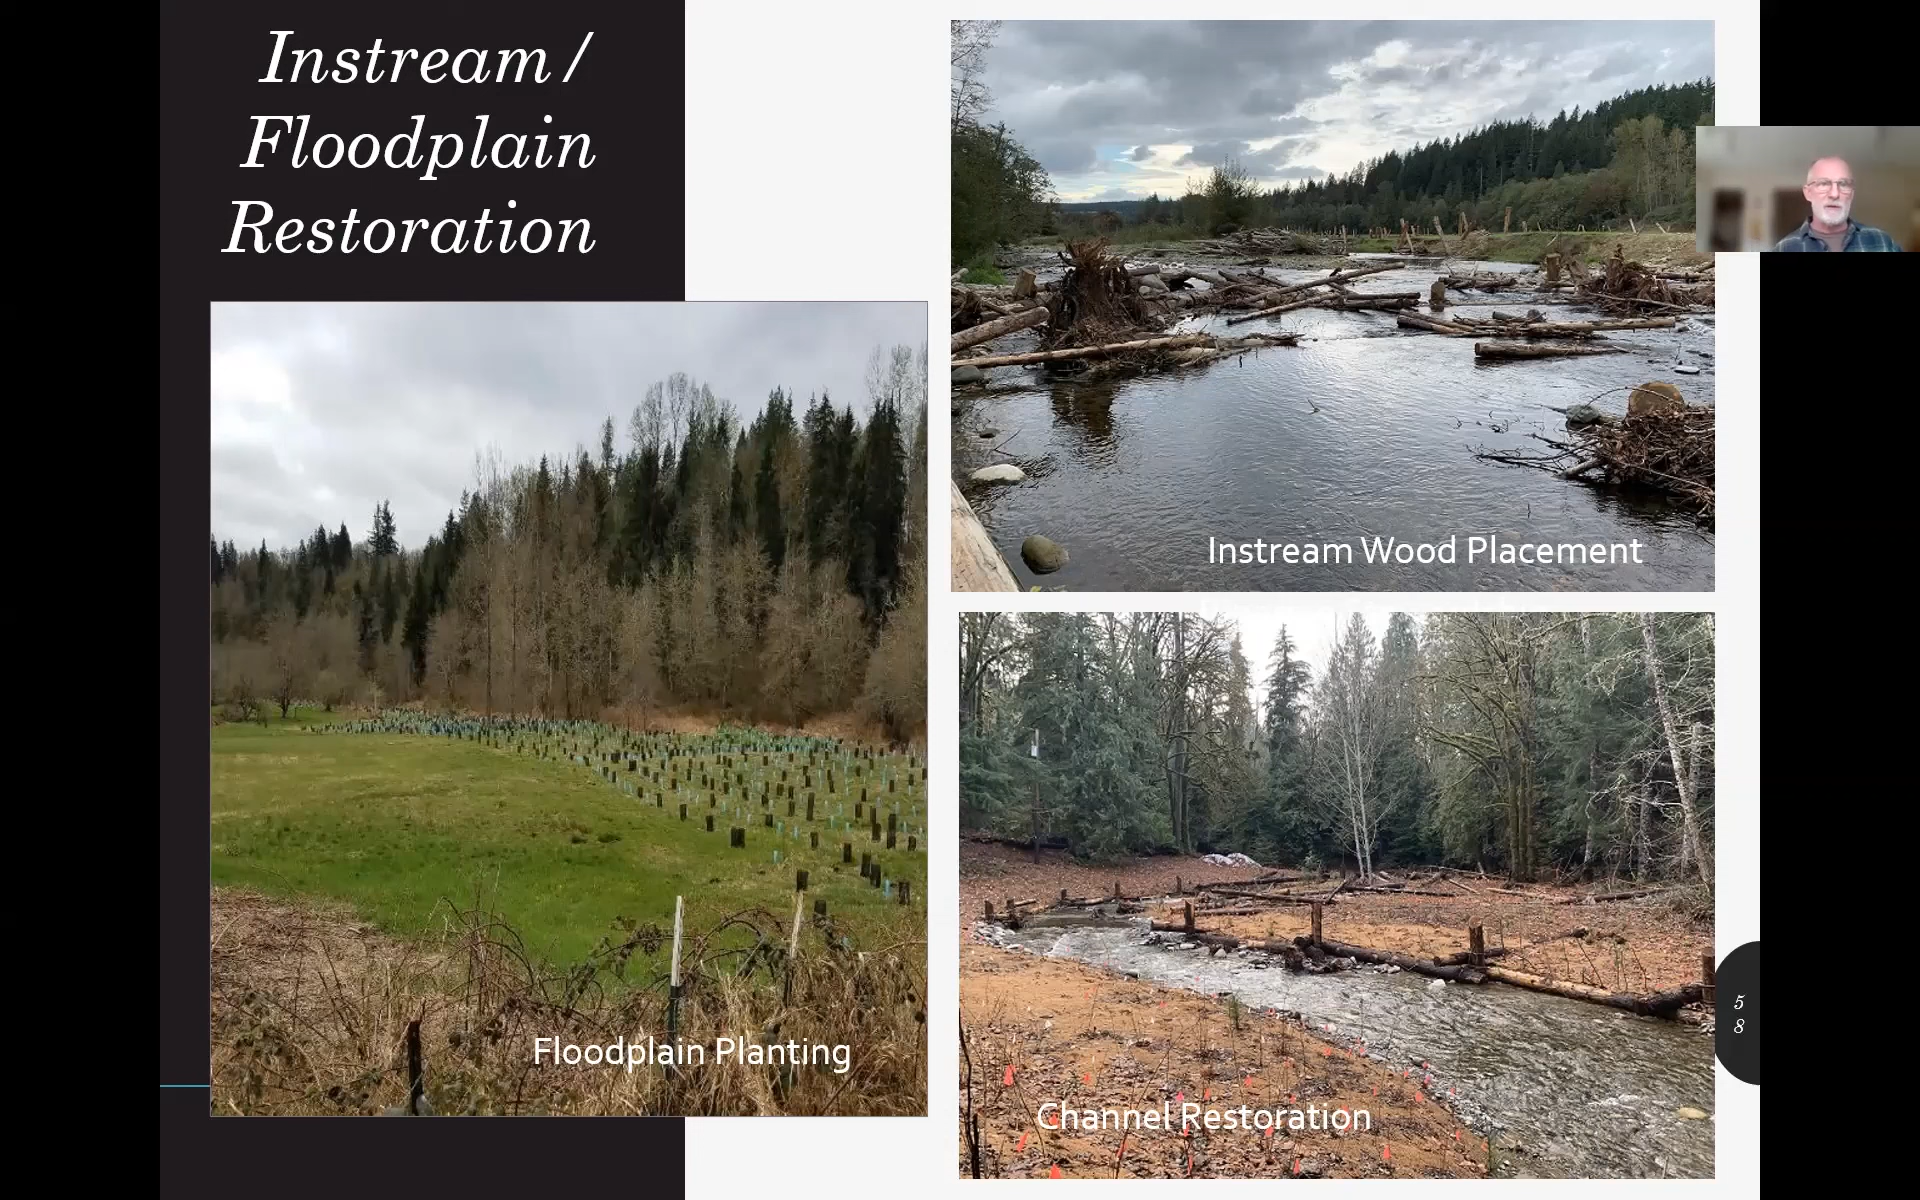 Instream/
Floodplain
Restoration
Instream Wood Placement
Floodplain Planting
Channel Restoration
5
8